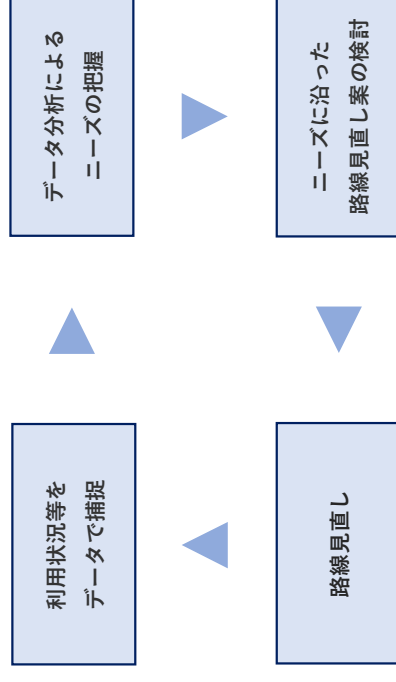 利用状況等を
データで捕捉
データ分析による
ニーズの把握
ニーズに沿った
路線見直し案の検討
路線見直し